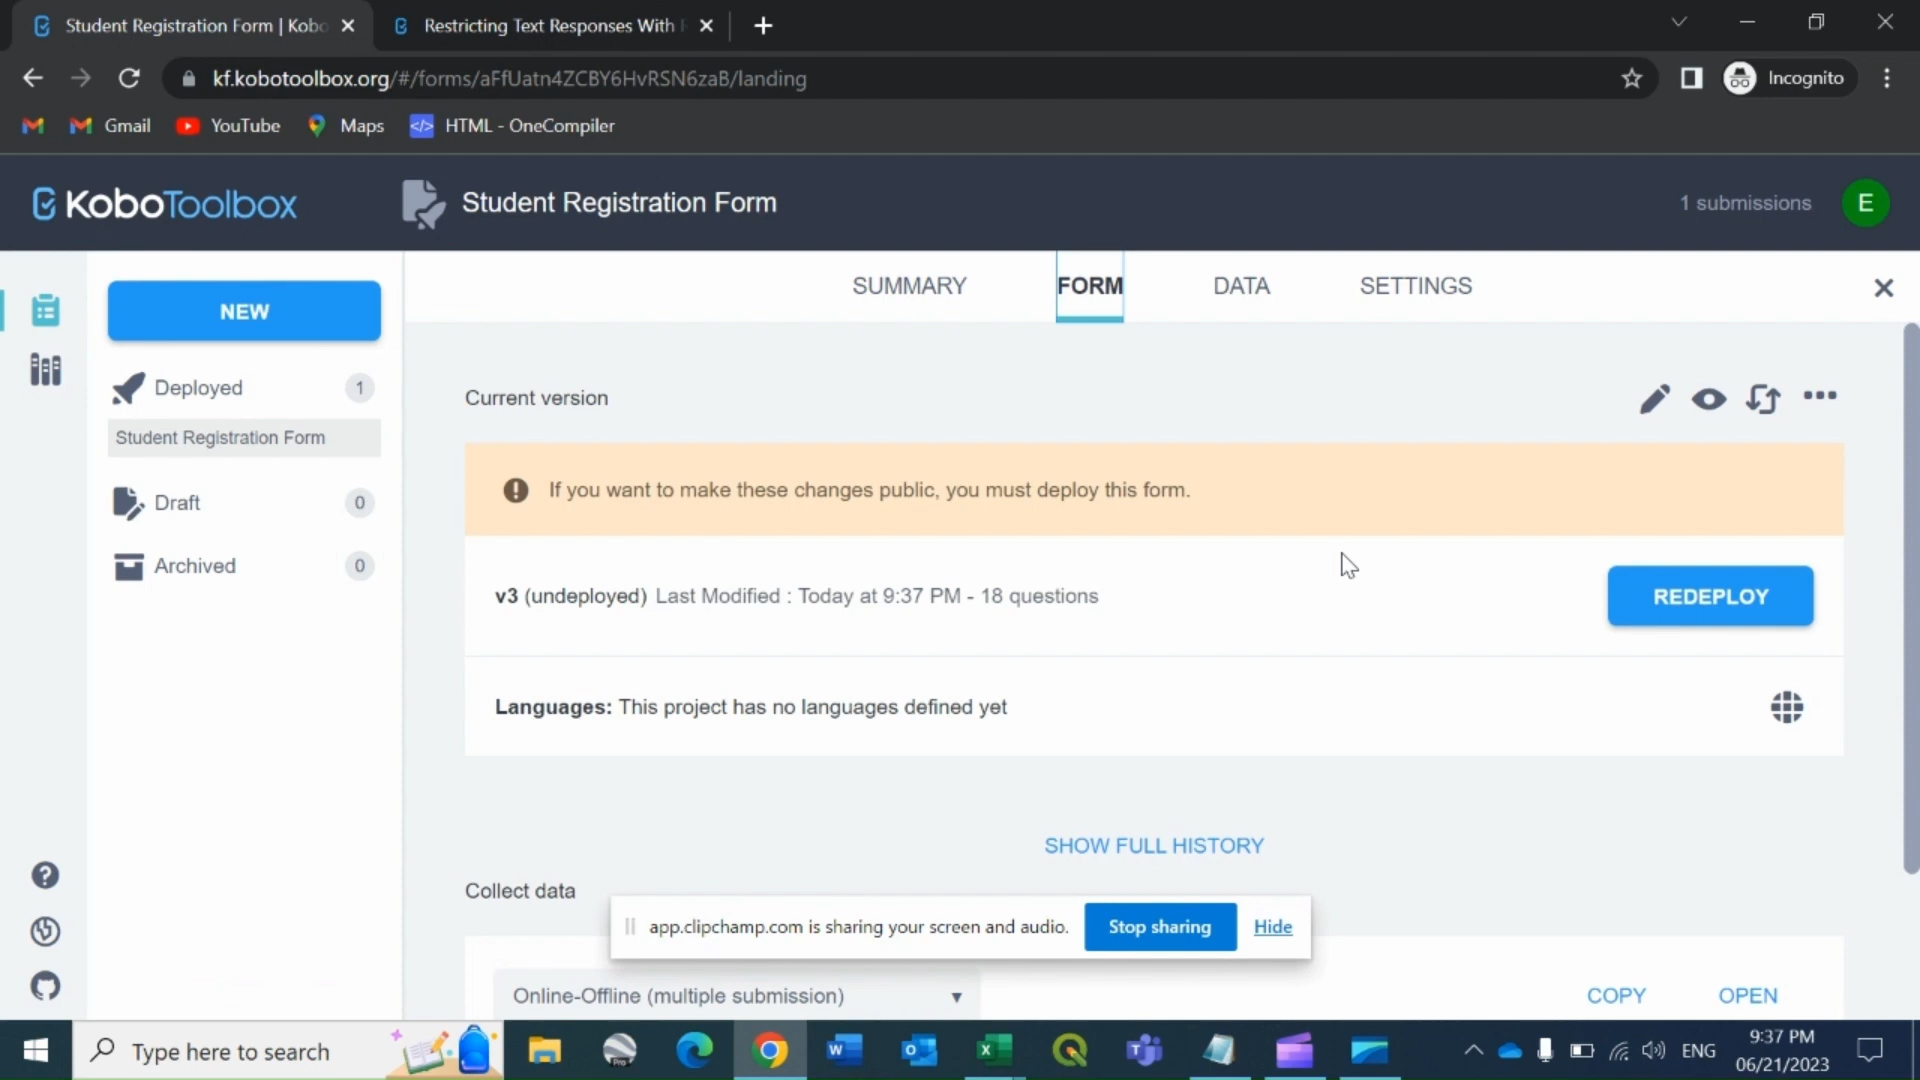 Student Registration Form | Kobo
Restricting Text Responses With
kf.kobotoolbox.org/#/forms/aFfUatn4ZCBY6HvRSN6zaB/landing
Incognito
Gmail
YouTube
Maps
HTML - OneCompiler
KoboToolbox
Student Registration Form
1 submissions
E
NEW
SUMMARY
FORM
DATA
SETTINGS
Deployed
1
Student Registration Form
Draft
0
Archived
0
Current version
If you want to make these changes public, you must deploy this form.
v3 (undeployed) Last Modified : Today at 9:37 PM - 18 questions
REDEPLOY
Languages: This project has no languages defined yet
SHOW FULL HISTORY
Collect data
app.clipchamp.com is sharing your screen and audio.
Stop sharing
Hide
Online-Offline (multiple submission)
COPY
OPEN
Type here to search
Pro
ENG
9:37 PM
06/21/2023